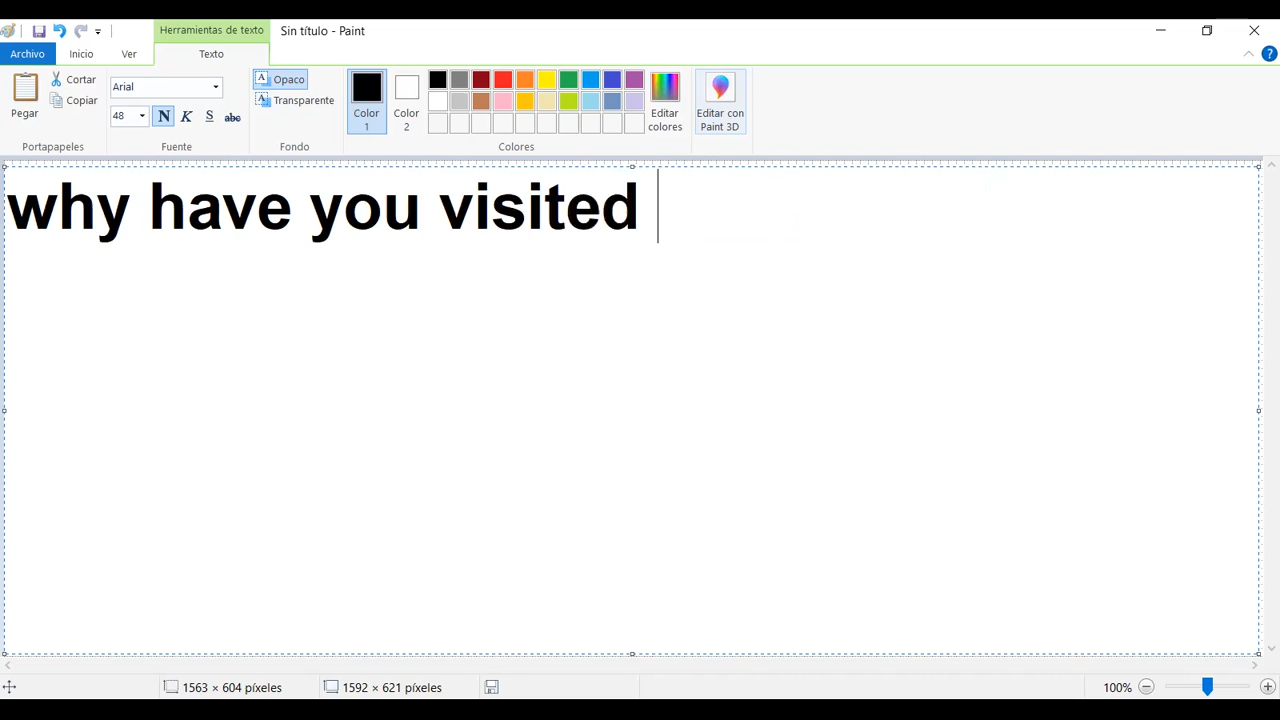 Herramientas de texto Sin título - Paint
Archivo Inicio Ver Texto
Pegar
Cortar
Copiar
Portapapeles
Arial
48 N K S abc
Fuente
Opaco
Transparente
Fondo
Color 1
Color 2
Editar colores
Colores
Editar con Paint 3D
why have you visited
1563 × 604 píxeles 1592 × 621 píxeles 100%